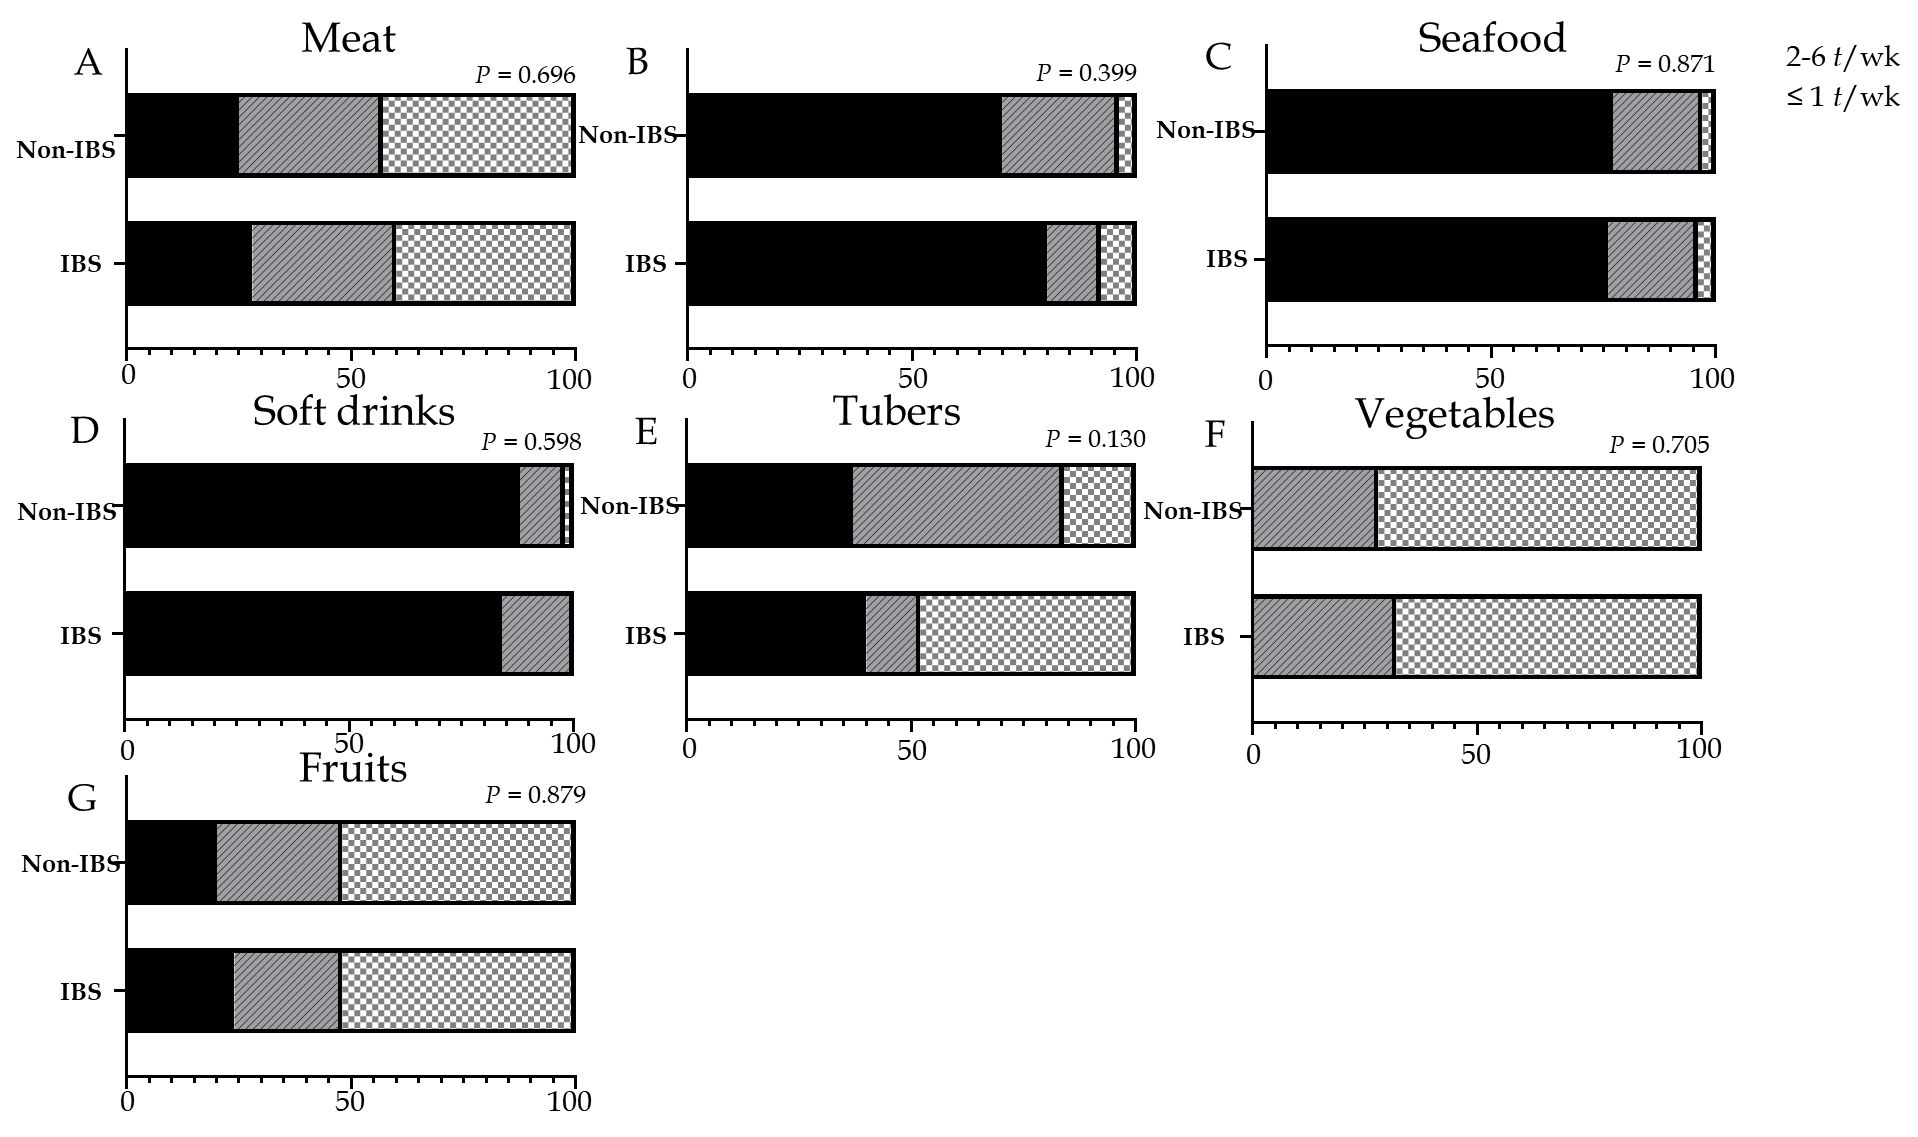 A
Meat
P = 0.696
Non-IBS
IBS
0 50 100
B
P = 0.399
Non-IBS
IBS
0 50 100
C
Seafood
P = 0.871
Non-IBS
IBS
0 50 100
2-6 t/wk
≤ 1 t/wk
D
Soft drinks
P = 0.598
Non-IBS
IBS
0 50 100
E
Tubers
P = 0.130
Non-IBS
IBS
0 50 100
F
Vegetables
P = 0.705
Non-IBS
IBS
0 50 100
G
Fruits
P = 0.879
Non-IBS
IBS
0 50 100